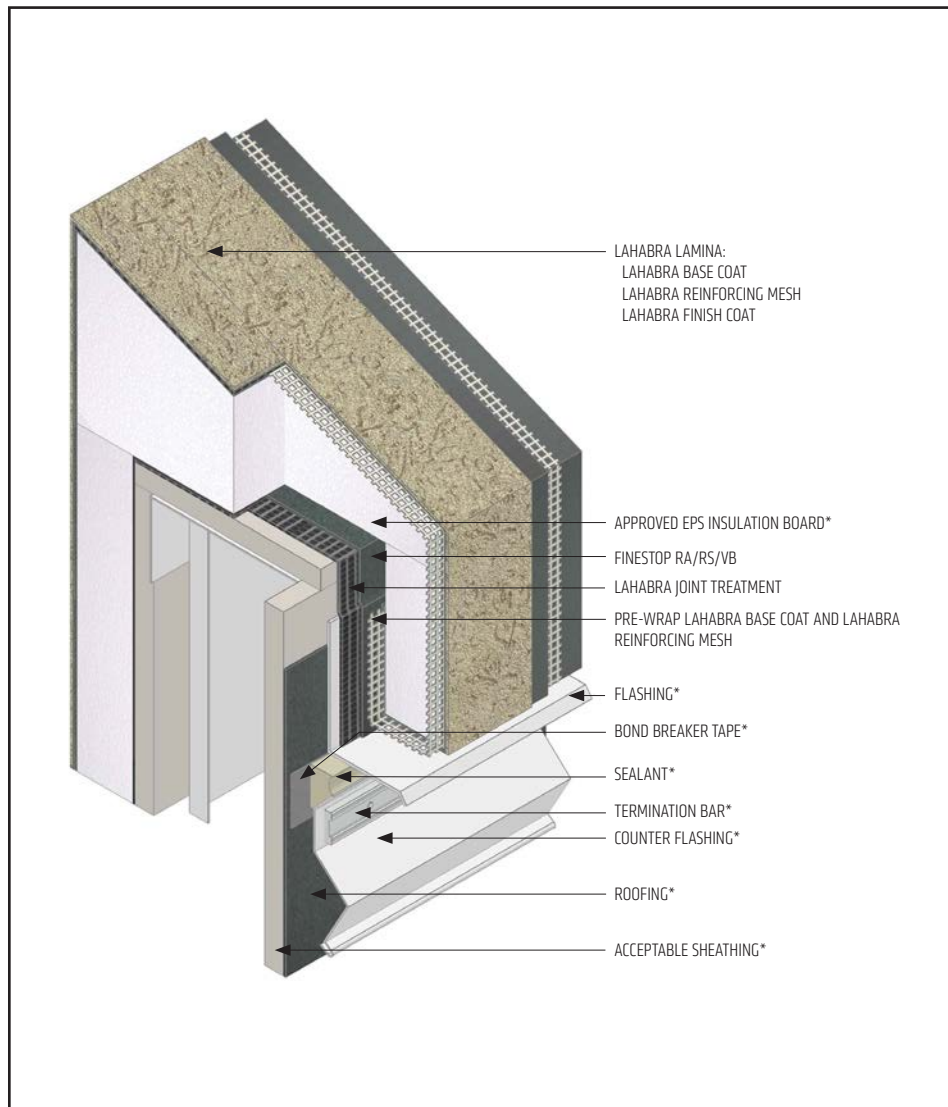 LAHABRA LAMINA:
LAHABRA BASE COAT
LAHABRA REINFORCING MESH
LAHABRA FINISH COAT
APPROVED EPS INSULATION BOARD*
FINESTOP RA/RS/VB
LAHABRA JOINT TREATMENT
PRE-WRAP LAHABRA BASE COAT AND LAHABRA
REINFORCING MESH
FLASHING*
BOND BREAKER TAPE*
SEALANT*
TERMINATION BAR*
COUNTER FLASHING*
ROOFING*
ACCEPTABLE SHEATHING*